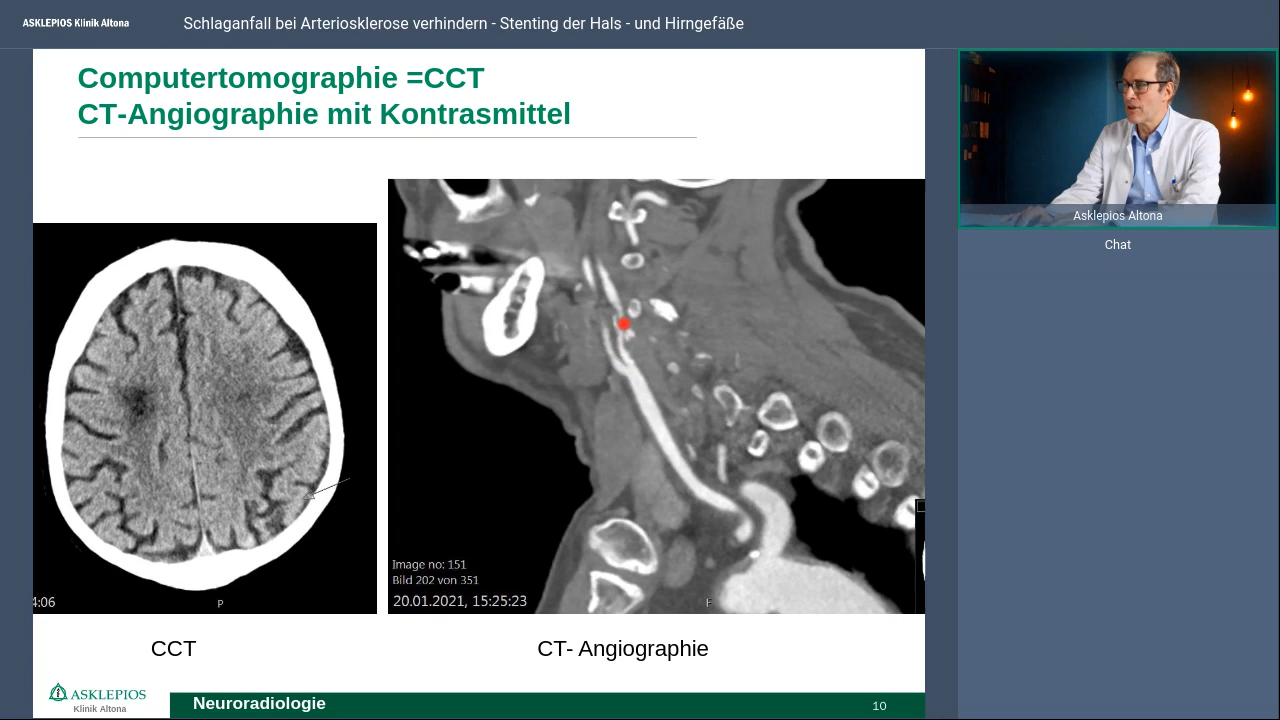 ASKLEPIOS Klinik Altona
Schlaganfall bei Arteriosklerose verhindern - Stenting der Hals - und Hirngefäße
Computertomographie =CCT
CT-Angiographie mit Kontrasmittel
Asklepios Altona
Chat
Image no: 151
Bild 202 von 351
20.01.2021, 15:25:23
4:06
P
F
CCT
CT- Angiographie
ASKLEPIOS
Klinik Altona
Neuroradiologie
10